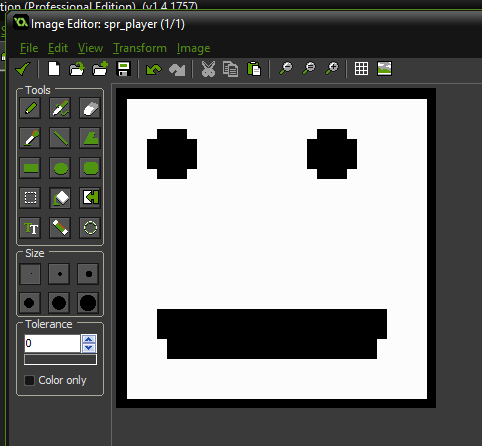 tion (Professional Edition) (v1.4.1757)
Image Editor: spr_player (1/1)
File Edit View Transform Image
Tools
TT
Size
Tolerance
0
Color only